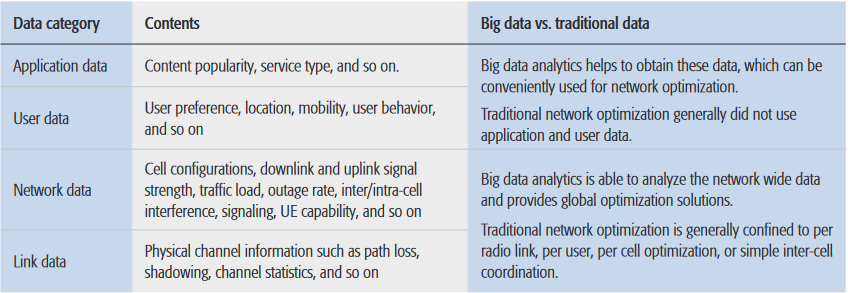 Data category
Contents
Big data vs. traditional data
Application data
Content popularity, service type, and so on.
Big data analytics helps to obtain these data, which can be
conveniently used for network optimization.
Traditional network optimization generally did not use
application and user data.
User data
User preference, location, mobility, user behavior,
and so on
Network data
Cell configurations, downlink and uplink signal
strength, traffic load, outage rate, inter/intra-cell
interference, signaling, UE capability, and so on
Big data analytics is able to analyze the network wide data
and provides global optimization solutions.
Traditional network optimization is generally confined to per
radio link, per user, per cell optimization, or simple inter-cell
coordination.
Link data
Physical channel information such as path loss,
shadowing, channel statistics, and so on